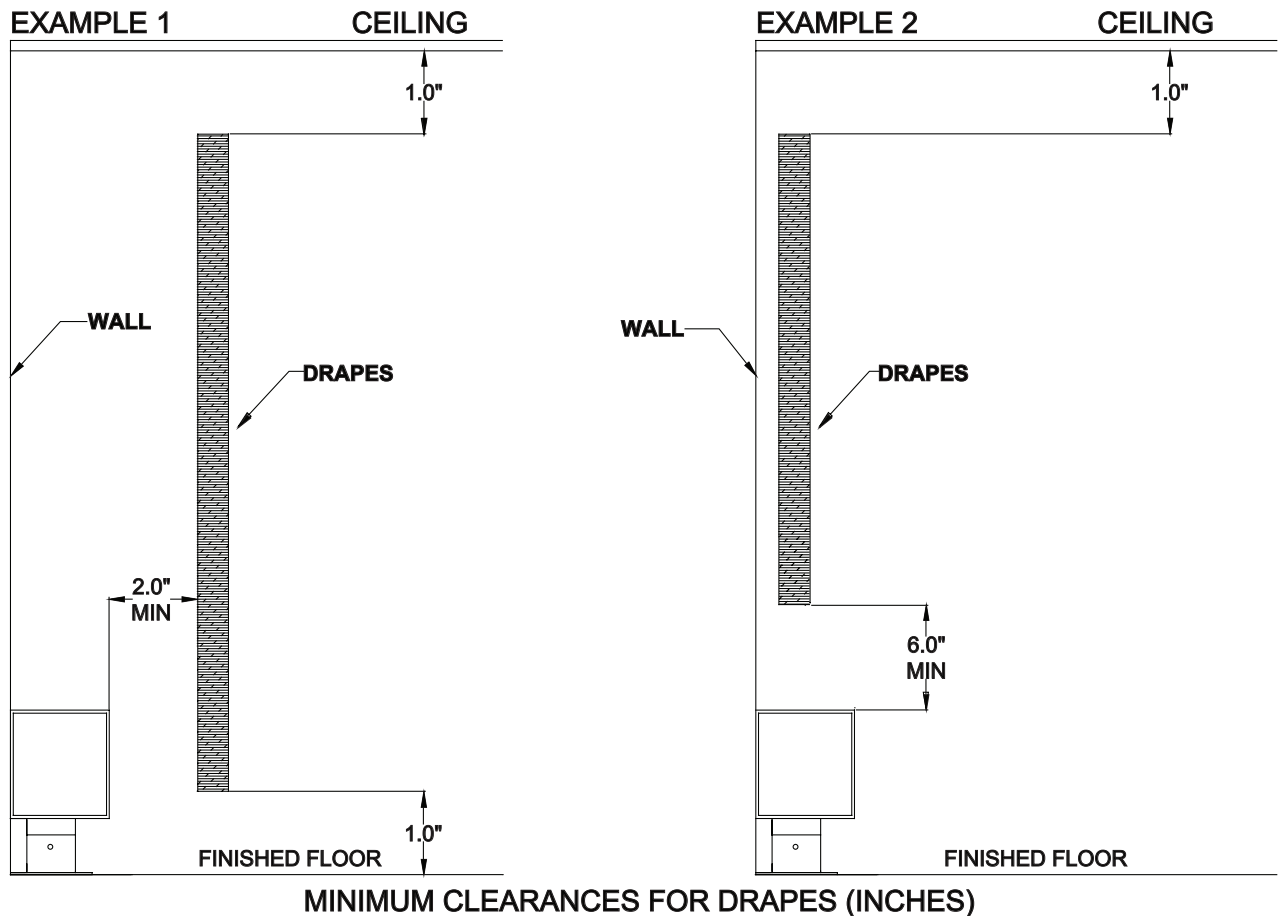 EXAMPLE 1
CEILING
1.0"
WALL
DRAPES
2.0"
MIN
1.0"
FINISHED FLOOR
EXAMPLE 2
CEILING
1.0"
WALL
DRAPES
6.0"
MIN
FINISHED FLOOR
MINIMUM CLEARANCES FOR DRAPES (INCHES)